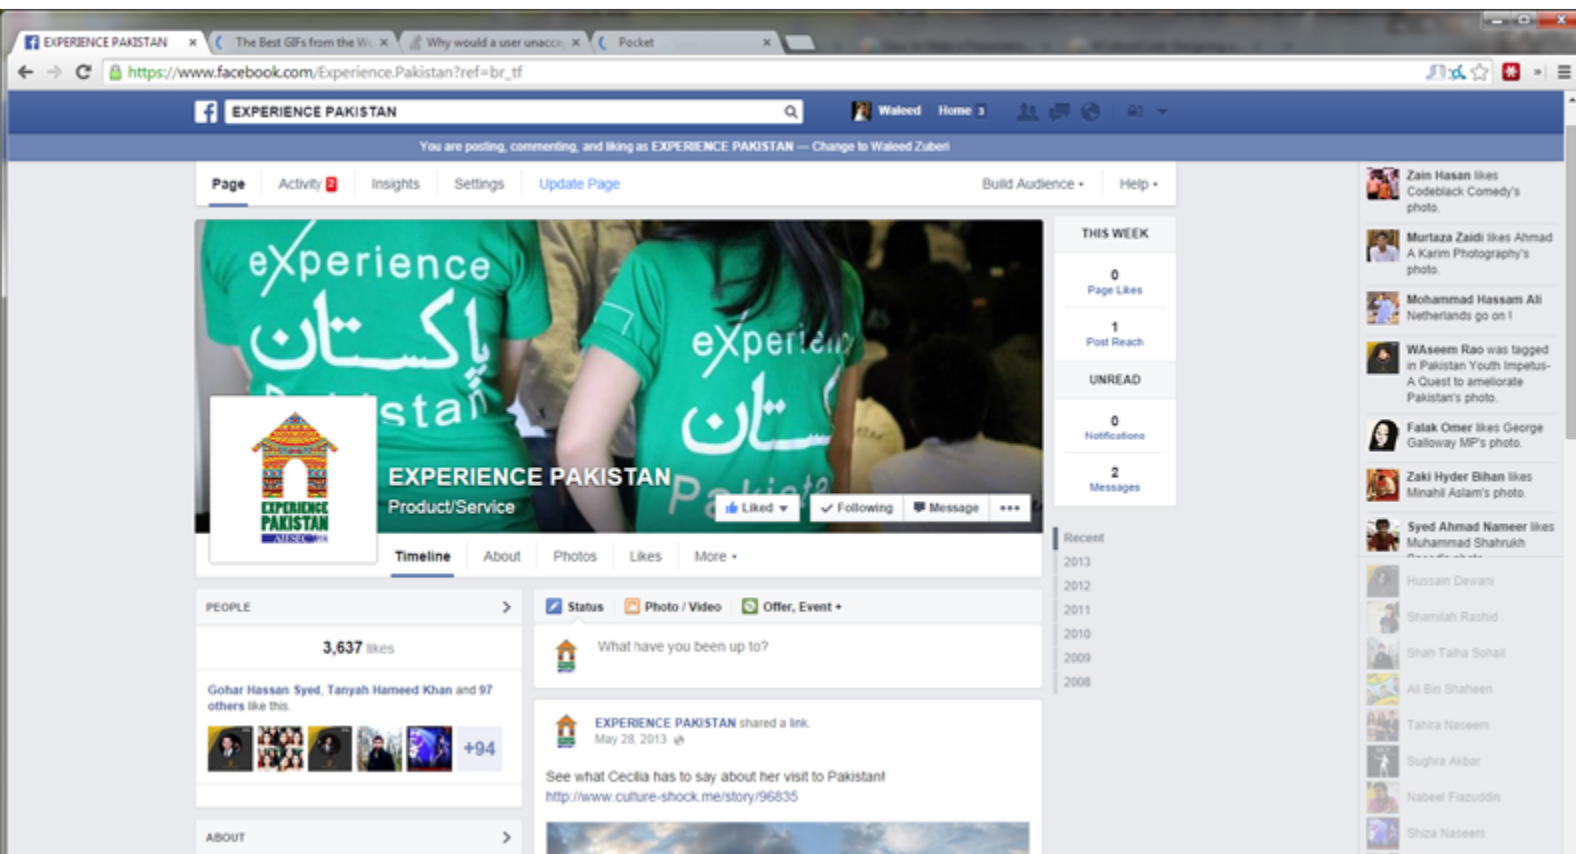 EXPERIENCE PAKISTAN
The Best GIFs from the W
Why would a user unacce
Pocket
https://www.facebook.com/Experience.Pakistan?ref=br_tf
EXPERIENCE PAKISTAN
Waleed Home 3
You are posting, commenting, and liking as EXPERIENCE PAKISTAN — Change to Waleed Zuberi
Page Activity 2 Insights Settings Update Page Build Audience Help
eXperience
پاکستان
stan
eXperien
ستان
Pakista
EXPERIENCE
PAKISTAN
AIESEC
EXPERIENCE PAKISTAN
Product/Service
Liked Following Message
Timeline About Photos Likes More
THIS WEEK
0
Page Likes
1
Post Reach
UNREAD
0
Notifications
2
Messages
Recent
2013
2012
2011
2010
2009
2008
PEOPLE
3,637 likes
Gohar Hassan Syed, Tanyah Hameed Khan and 97
others like this.
+94
ABOUT
Status Photo / Video Offer, Event +
What have you been up to?
EXPERIENCE PAKISTAN shared a link.
May 28, 2013
See what Cecilia has to say about her visit to Pakistan!
http://www.culture-shock.me/story/96835
Zain Hasan likes
Codeblack Comedy's
photo.
Murtaza Zaidi likes Ahmad
A Karim Photography's
photo.
Mohammad Hassam Ali
Netherlands go on !
WAseem Rao was tagged
in Pakistan Youth Impetus-
A Quest to ameliorate
Pakistan's photo.
Falak Omer likes George
Galloway MP's photo.
Zaki Hyder Bihan likes
Minahil Aslam's photo.
Syed Ahmad Nameer likes
Muhammad Shahrukh
Hussain Dewani
Shamilah Rashid
Shah Talha Sohail
Ali Bin Shaheen
Tahira Naseem
Sughra Akbar
Nabeel Fiazuddin
Shiza Naseem